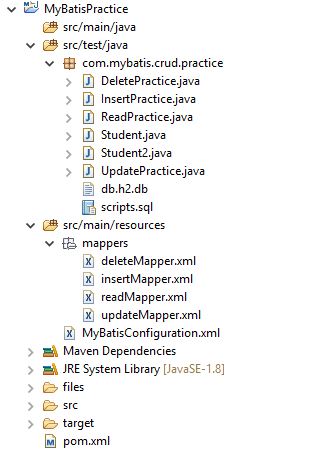 MyBatisPractice
src/main/java
src/test/java
com.mybatis.crud.practice
DeletePractice.java
InsertPractice.java
ReadPractice.java
Student.java
Student2.java
UpdatePractice.java
db.h2.db
scripts.sql
src/main/resources
mappers
deleteMapper.xml
insertMapper.xml
readMapper.xml
updateMapper.xml
MyBatisConfiguration.xml
Maven Dependencies
JRE System Library [JavaSE-1.8]
files
src
target
pom.xml